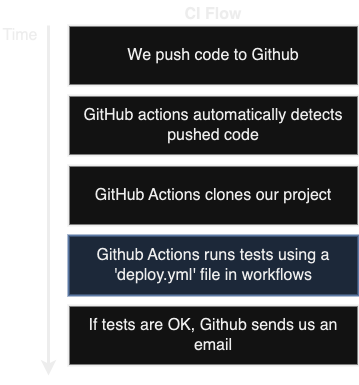 CI Flow
Time
We push code to Github
GitHub actions automatically detects
pushed code
GitHub Actions clones our project
Github Actions runs tests using a
'deploy.yml' file in workflows
If tests are OK, Github sends us an
email